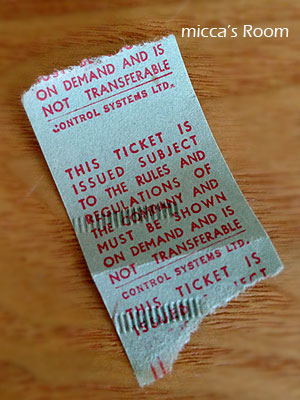 micca's Room
ON DEMAND AND IS
NOT TRANSFERABLE
CONTROL SYSTEMS LTD.
THIS TICKET IS
ISSUED SUBJECT
TO THE RULES AND
REGULATIONS OF
THE COMPANY AND
MUST BE SHOWN
ON DEMAND AND IS
NOT TRANSFERABLE
CONTROL SYSTEMS LTD.
THIS TICKET IS
ISSUED